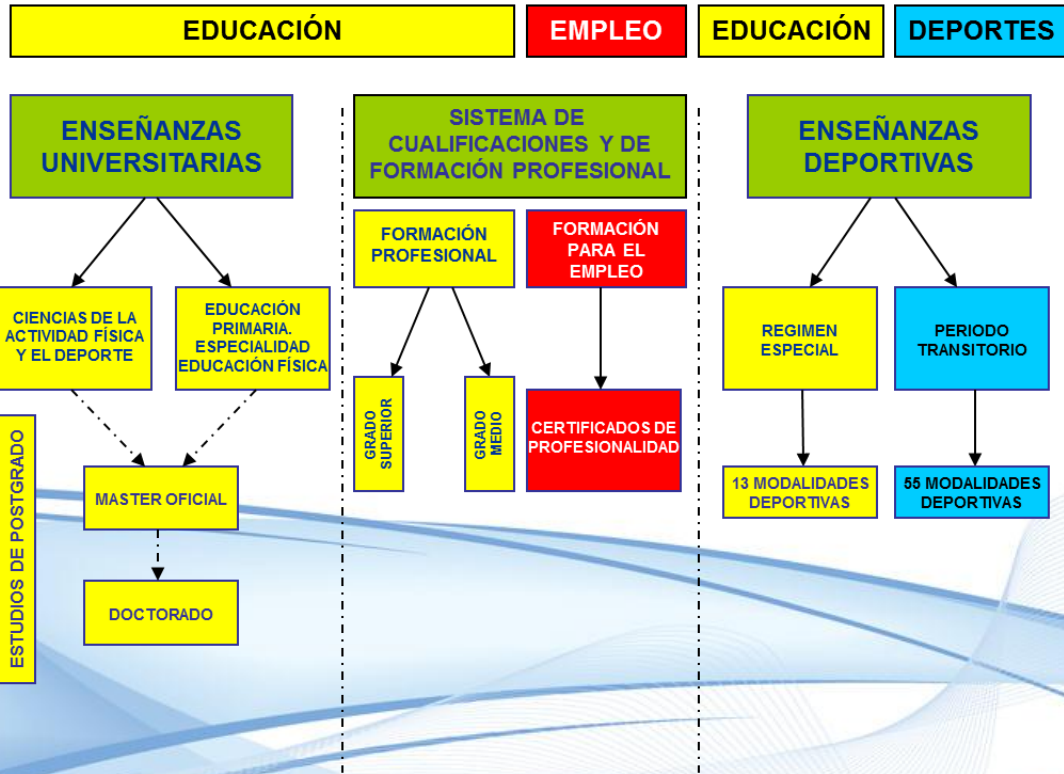 EDUCACIÓN
EMPLEO
EDUCACIÓN
DEPORTES
ENSEÑANZAS
UNIVERSITARIAS
SISTEMA DE
CUALIFICACIONES Y DE
FORMACIÓN PROFESIONAL
ENSEÑANZAS
DEPORTIVAS
FORMACIÓN
PROFESIONAL
FORMACIÓN
PARA EL
EMPLEO
CIENCIAS DE LA
ACTIVIDAD FÍSICA
Y EL DEPORTE
EDUCACIÓN
PRIMARIA.
ESPECIALIDAD
EDUCACIÓN FÍSICA
REGIMEN
ESPECIAL
PERIODO
TRANSITORIO
GRADO
SUPERIOR
GRADO
MEDIO
CERTIFICADOS DE
PROFESIONALIDAD
ESTUDIOS DE POSTGRADO
MASTER OFICIAL
13 MODALIDADES
DEPORTIVAS
55 MODALIDADES
DEPORTIVAS
DOCTORADO